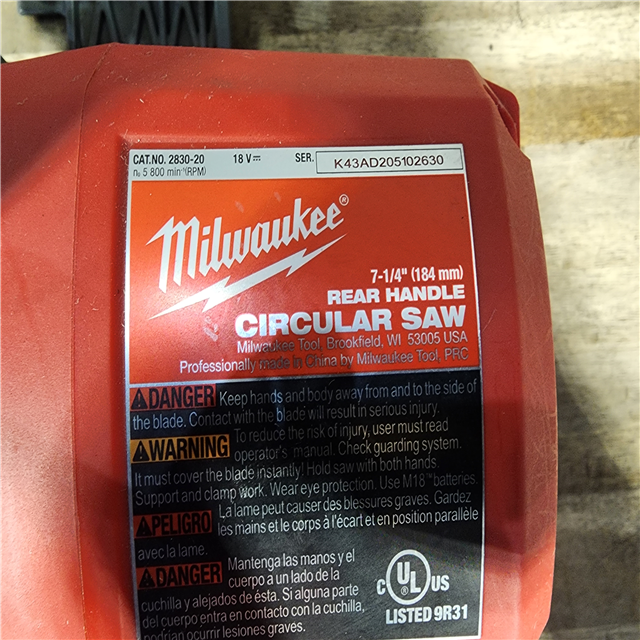 CAT.NO. 2830-20 18 V⎓ SER. K43AD205102630
n₀ 5 800 min⁻¹(RPM)
Milwaukee®
7-1/4" (184 mm)
REAR HANDLE
CIRCULAR SAW
Milwaukee Tool, Brookfield, WI 53005 USA
Professionally made in China by Milwaukee Tool, PRC
DANGER Keep hands and body away from and to the side of
the blade. Contact with the blade will result in serious injury.
WARNING To reduce the risk of injury, user must read
operator's manual. Check guarding system.
It must cover the blade instantly! Hold saw with both hands.
Support and clamp work. Wear eye protection. Use M18™ batteries.
PELIGRO La lame peut causer des blessures graves. Gardez
les mains et le corps à l'écart et en position parallèle
avec la lame.
DANGER Mantenga las manos y el
cuerpo a un lado de la
cuchilla y alejados de ésta. Si alguna parte
del cuerpo entra en contacto con la cuchilla,
podrían ocurrir lesiones graves.
C UL US
LISTED 9R31